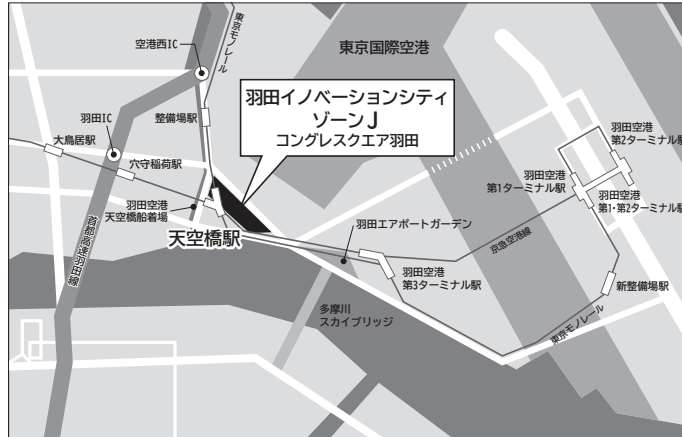 東京モノレール
空港西IC
東京国際空港
羽田イノベーションシティ
ゾーンJ
コングレスクエア羽田
羽田IC
整備場駅
大鳥居駅
穴守稲荷駅
羽田空港
第2ターミナル駅
羽田空港
第1ターミナル駅
羽田空港
第1・第2ターミナル駅
羽田空港
天空橋船着場
天空橋駅
羽田エアポートガーデン
京急空港線
首都高速羽田線
羽田空港
第3ターミナル駅
新整備場駅
多摩川
スカイブリッジ
東京モノレール